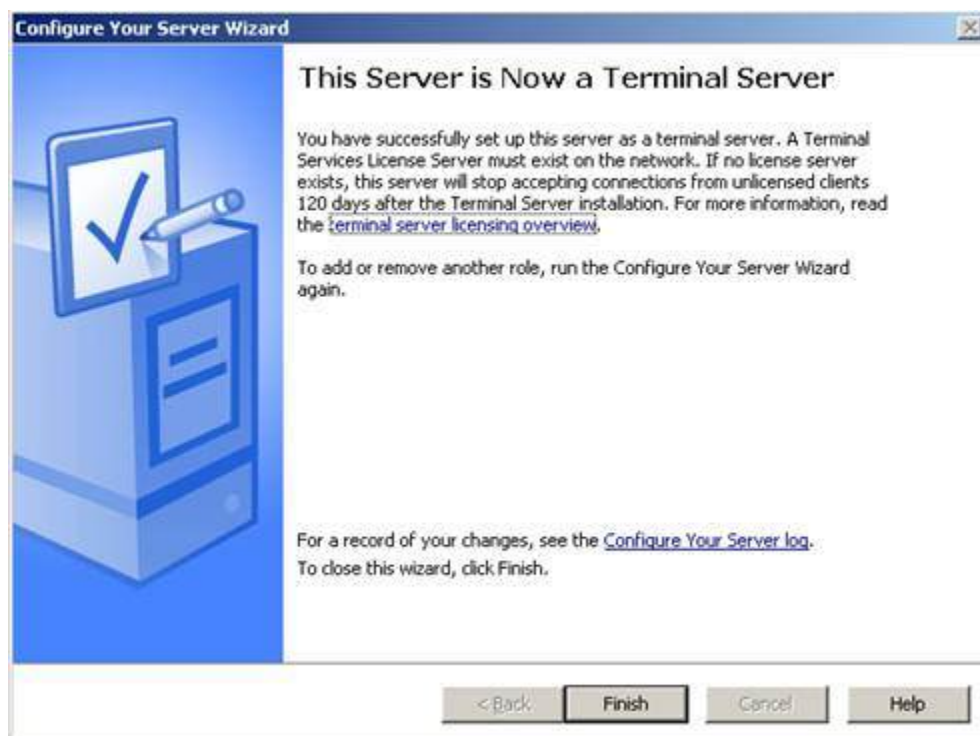 Configure Your Server Wizard
This Server is Now a Terminal Server
You have successfully set up this server as a terminal server. A Terminal
Services License Server must exist on the network. If no license server
exists, this server will stop accepting connections from unlicensed clients
120 days after the Terminal Server installation. For more information, read
the terminal server licensing overview.
To add or remove another role, run the Configure Your Server Wizard
again.
For a record of your changes, see the Configure Your Server log.
To close this wizard, click Finish.
< Back Finish Cancel Help